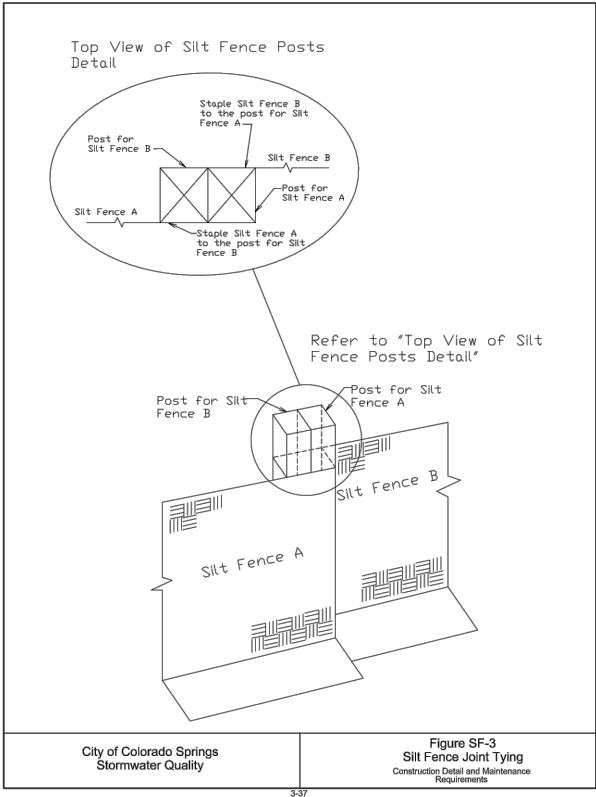 Top View of Silt Fence Posts
Detail
Staple Silt Fence B
to the post for Silt
Fence A
Post for
Silt Fence B
Silt Fence B
Post for
Silt Fence A
Silt Fence A
Staple Silt Fence A
to the post for Silt
Fence B
Refer to "Top View of Silt
Fence Posts Detail"
Post for Silt
Fence B
Post for Silt
Fence A
Silt Fence B
Silt Fence A
City of Colorado Springs
Stormwater Quality
Figure SF-3
Silt Fence Joint Tying
Construction Detail and Maintenance
Requirements
3-37